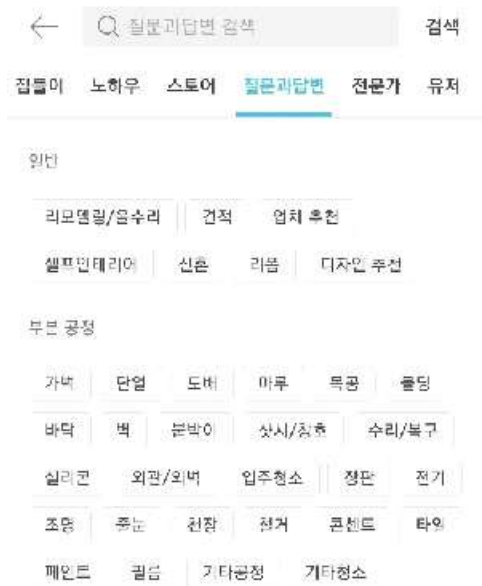 질문과답변 검색 검색
집들이 노하우 스토어 질문과답변 전문가 유저
일반
리모델링/올수리 견적 업체 추천
셀프인테리어 신혼 리폼 디자인 추천
부분 공정
가벽 단열 도배 마루 목공 몰딩
바닥 벽 붙박이 샷시/창호 수리/복구
실리콘 외관/외벽 입주청소 장판 전기
조명 줄눈 천장 철거 콘센트 타일
페인트 필름 기타공정 기타청소